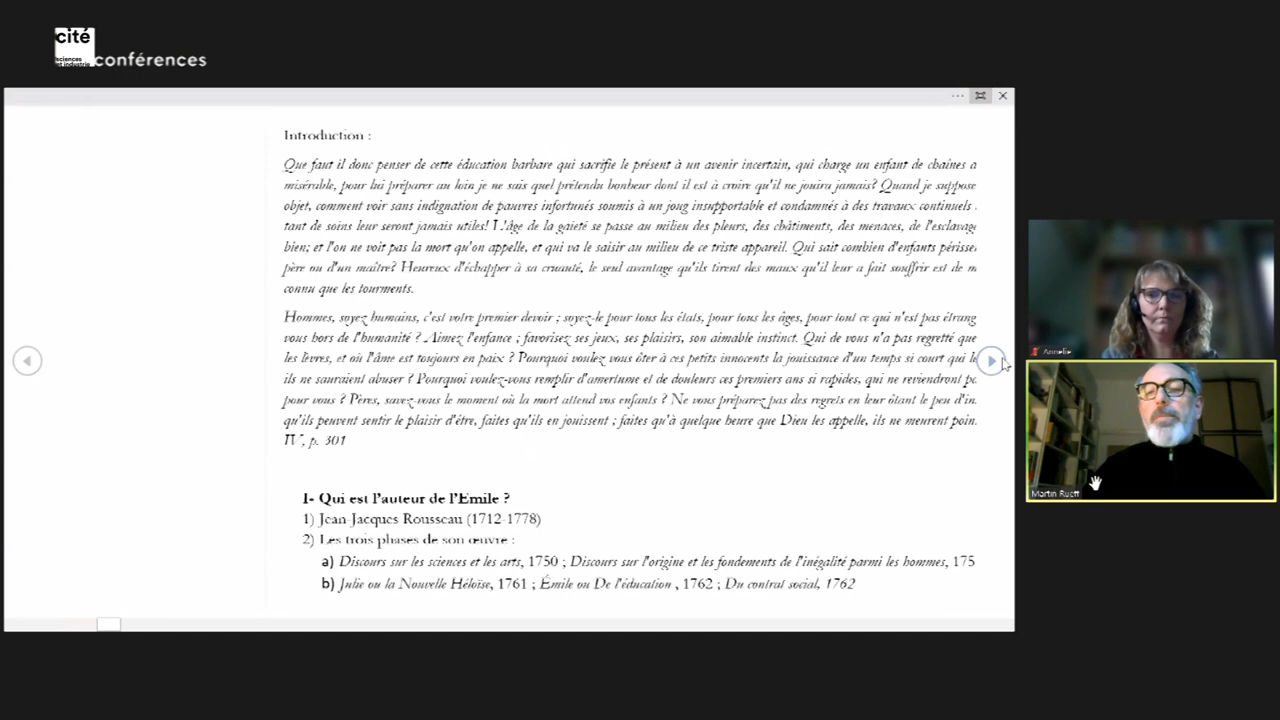 cité
sciences
et industrie
conférences
Introduction :
Que faut il donc penser de cette éducation barbare qui sacrifie le présent à un avenir incertain, qui charge un enfant de chaînes
misérable, pour lui préparer au loin je ne sais quel prétendu bonheur dont il est à croire qu'il ne jouira jamais? Quand je suppose
objet, comment voir sans indignation de pauvres infortunés soumis à un joug insupportable et condamnés à des travaux continuels
tant de soins leur seront jamais utiles! L'âge de la gaieté se passe au milieu des pleurs, des châtiments, des menaces, de l'esclavag
bien; et l'on ne voit pas la mort qu'on appelle, et qui va le saisir au milieu de ce triste appareil. Qui sait combien d'enfants périsse
père ou d'un maître? Heureux d'échapper à sa cruauté, le seul avantage qu'ils tirent des maux qu'il leur a fait souffrir est de m
connu que les tourments.
Hommes, soyez humains, c'est votre premier devoir ; soyez-le pour tous les états, pour tous les âges, pour tout ce qui n'est pas étrang
vous hors de l'humanité ? Aimez l'enfance ; favorisez ses jeux, ses plaisirs, son aimable instinct. Qui de vous n'a pas regretté que
les lèvres, et où l'âme est toujours en paix ? Pourquoi voulez vous ôter à ces petits innocents la jouissance d'un temps si court qui le
ils ne sauraient abuser ? Pourquoi voulez-vous remplir d'amertume et de douleurs ces premiers ans si rapides, qui ne reviendront
pour vous ? Pères, savez-vous le moment où la mort attend vos enfants ? Ne vous préparez pas des regrets en leur ôtant le peu d'in
qu'ils peuvent sentir le plaisir d'être, faites qu'ils en jouissent ; faites qu'à quelque heure que Dieu les appelle, ils ne meurent poin
IV, p. 301
I- Qui est l'auteur de l'Emile ?
1) Jean-Jacques Rousseau (1712-1778)
2) Les trois phases de son œuvre :
a) Discours sur les sciences et les arts, 1750 ; Discours sur l'origine et les fondements de l'inégalité parmi les hommes, 175
b) Julie ou la Nouvelle Héloïse, 1761 ; Émile ou De l'éducation , 1762 ; Du contrat social, 1762
Annelie
Martin Rueff